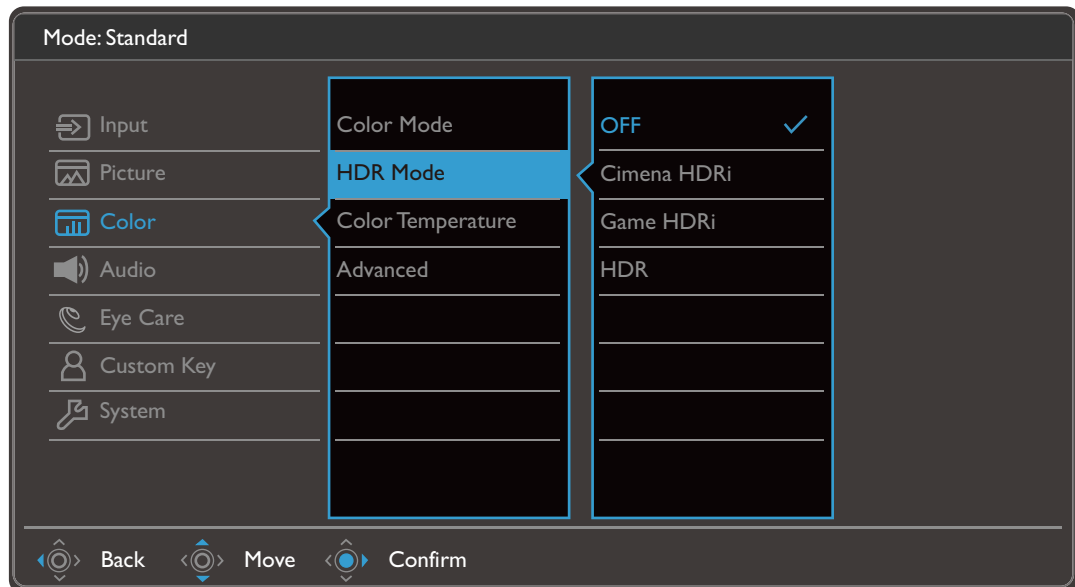 Mode: Standard
Input
Picture
Color
Audio
Eye Care
Custom Key
System
Color Mode
HDR Mode
Color Temperature
Advanced
OFF
Cimena HDRi
Game HDRi
HDR
Back Move Confirm